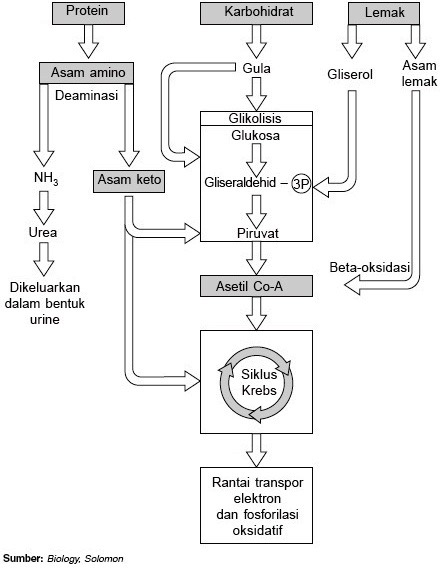 Protein
Karbohidrat
Lemak
Asam amino
Gula
Gliserol
Asam
lemak
Deaminasi
Glikolisis
Glukosa
NH3
Asam keto
Gliseraldehid – 3P
Urea
Piruvat
Dikeluarkan
dalam bentuk
urine
Asetil Co-A
Beta-oksidasi
Siklus
Krebs
Rantai transpor
elektron
dan fosforilasi
oksidatif
Sumber: Biology, Solomon